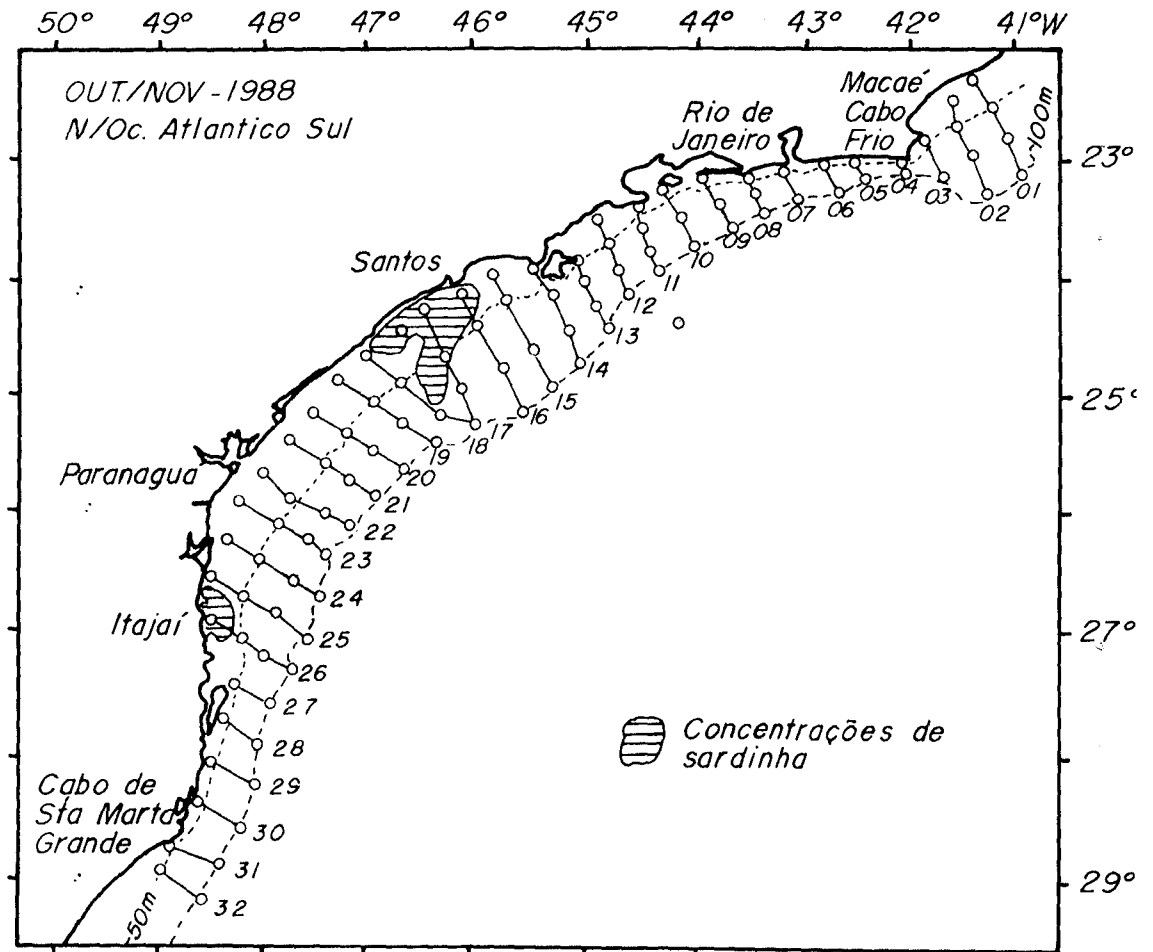 50° 49° 48° 47° 46° 45° 44° 43° 42° 41°W
OUT./NOV - 1988
N/Oc. Atlantico Sul
Macaé
Cabo
Frio
Rio de
Janeiro
100m
23°
01
02
03
04
05
06
07
08
09
10
11
12
13
14
15
16
17
18
19
20
21
22
23
24
25
26
27
28
29
30
31
32
Santos
25°
Paranagua
Itajaí
27°
Concentrações de
sardinha
Cabo de
Sta Marta
Grande
29°
50m